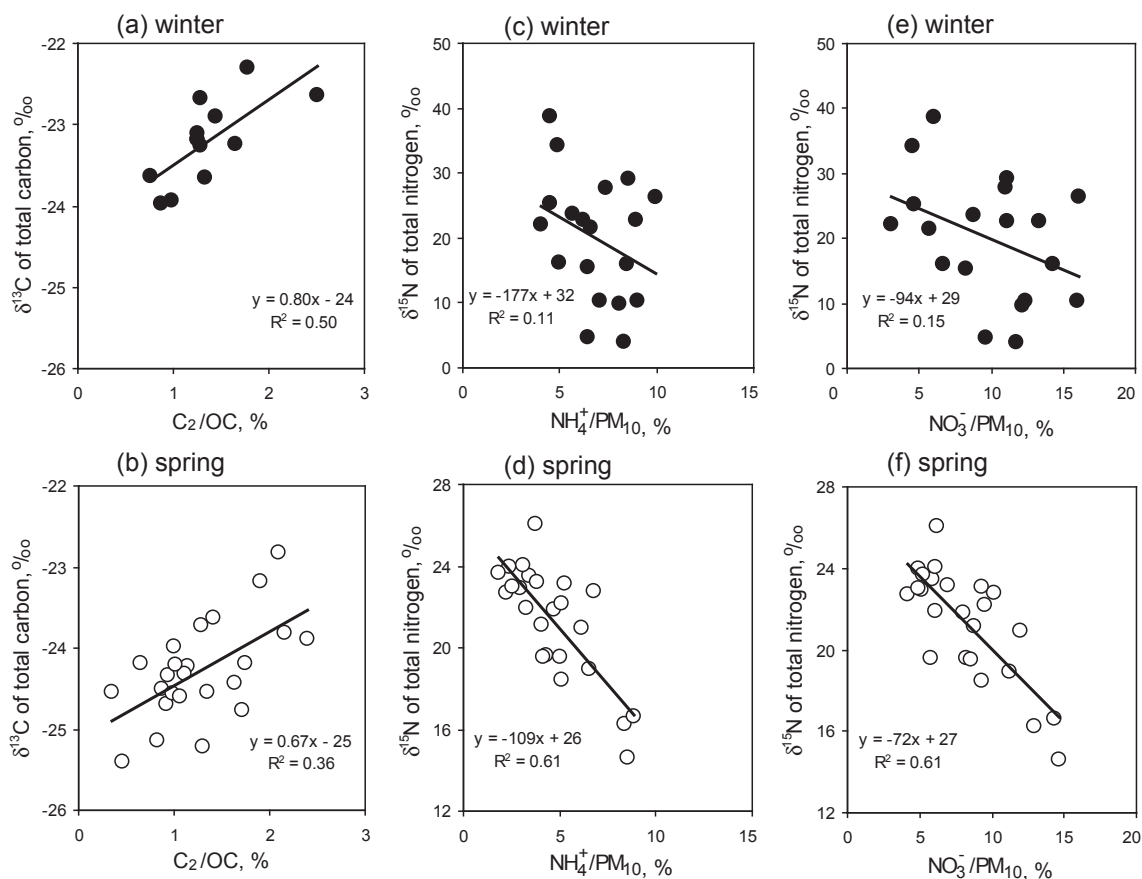 (a) winter
-22
-23
-24
-25
-26
δ¹³C of total carbon, ‰
y = 0.80x - 24
R² = 0.50
0 1 2 3
C₂/OC, %
(c) winter
50
40
30
20
10
0
δ¹⁵N of total nitrogen, ‰
y = -177x + 32
R² = 0.11
0 5 10 15
NH₄⁺/PM₁₀, %
(e) winter
50
40
30
20
10
0
δ¹⁵N of total nitrogen, ‰
y = -94x + 29
R² = 0.15
0 5 10 15 20
NO₃⁻/PM₁₀, %
(b) spring
-22
-23
-24
-25
-26
δ¹³C of total carbon, ‰
y = 0.67x - 25
R² = 0.36
0 1 2 3
C₂/OC, %
(d) spring
28
24
20
16
12
δ¹⁵N of total nitrogen, ‰
y = -109x + 26
R² = 0.61
0 5 10 15
NH₄⁺/PM₁₀, %
(f) spring
28
24
20
16
12
δ¹⁵N of total nitrogen, ‰
y = -72x + 27
R² = 0.61
0 5 10 15 20
NO₃⁻/PM₁₀, %